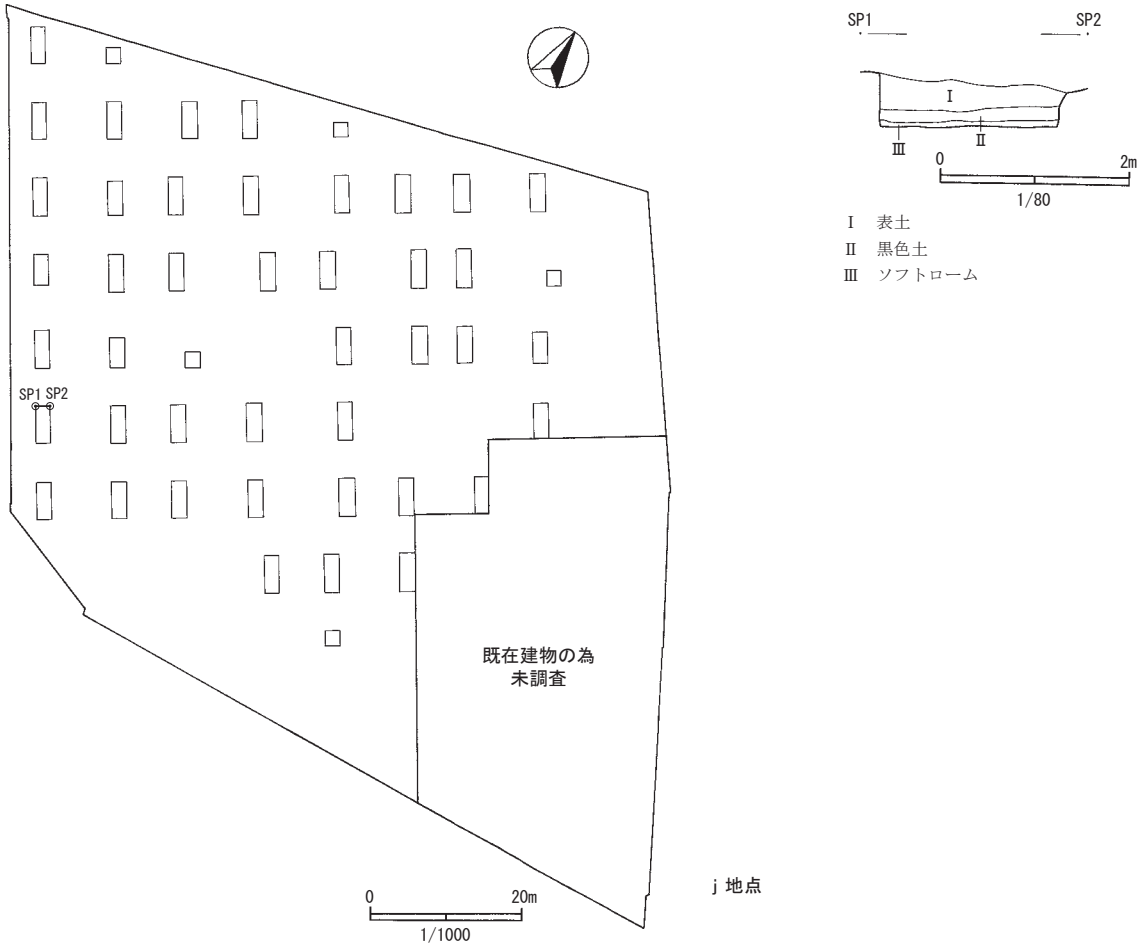 SP1 SP2
Ⅰ
Ⅲ Ⅱ
0 2m
1/80
Ⅰ 表土
Ⅱ 黒色土
Ⅲ ソフトローム
SP1 SP2
既在建物の為
未調査
0 20m
1/1000
j 地点